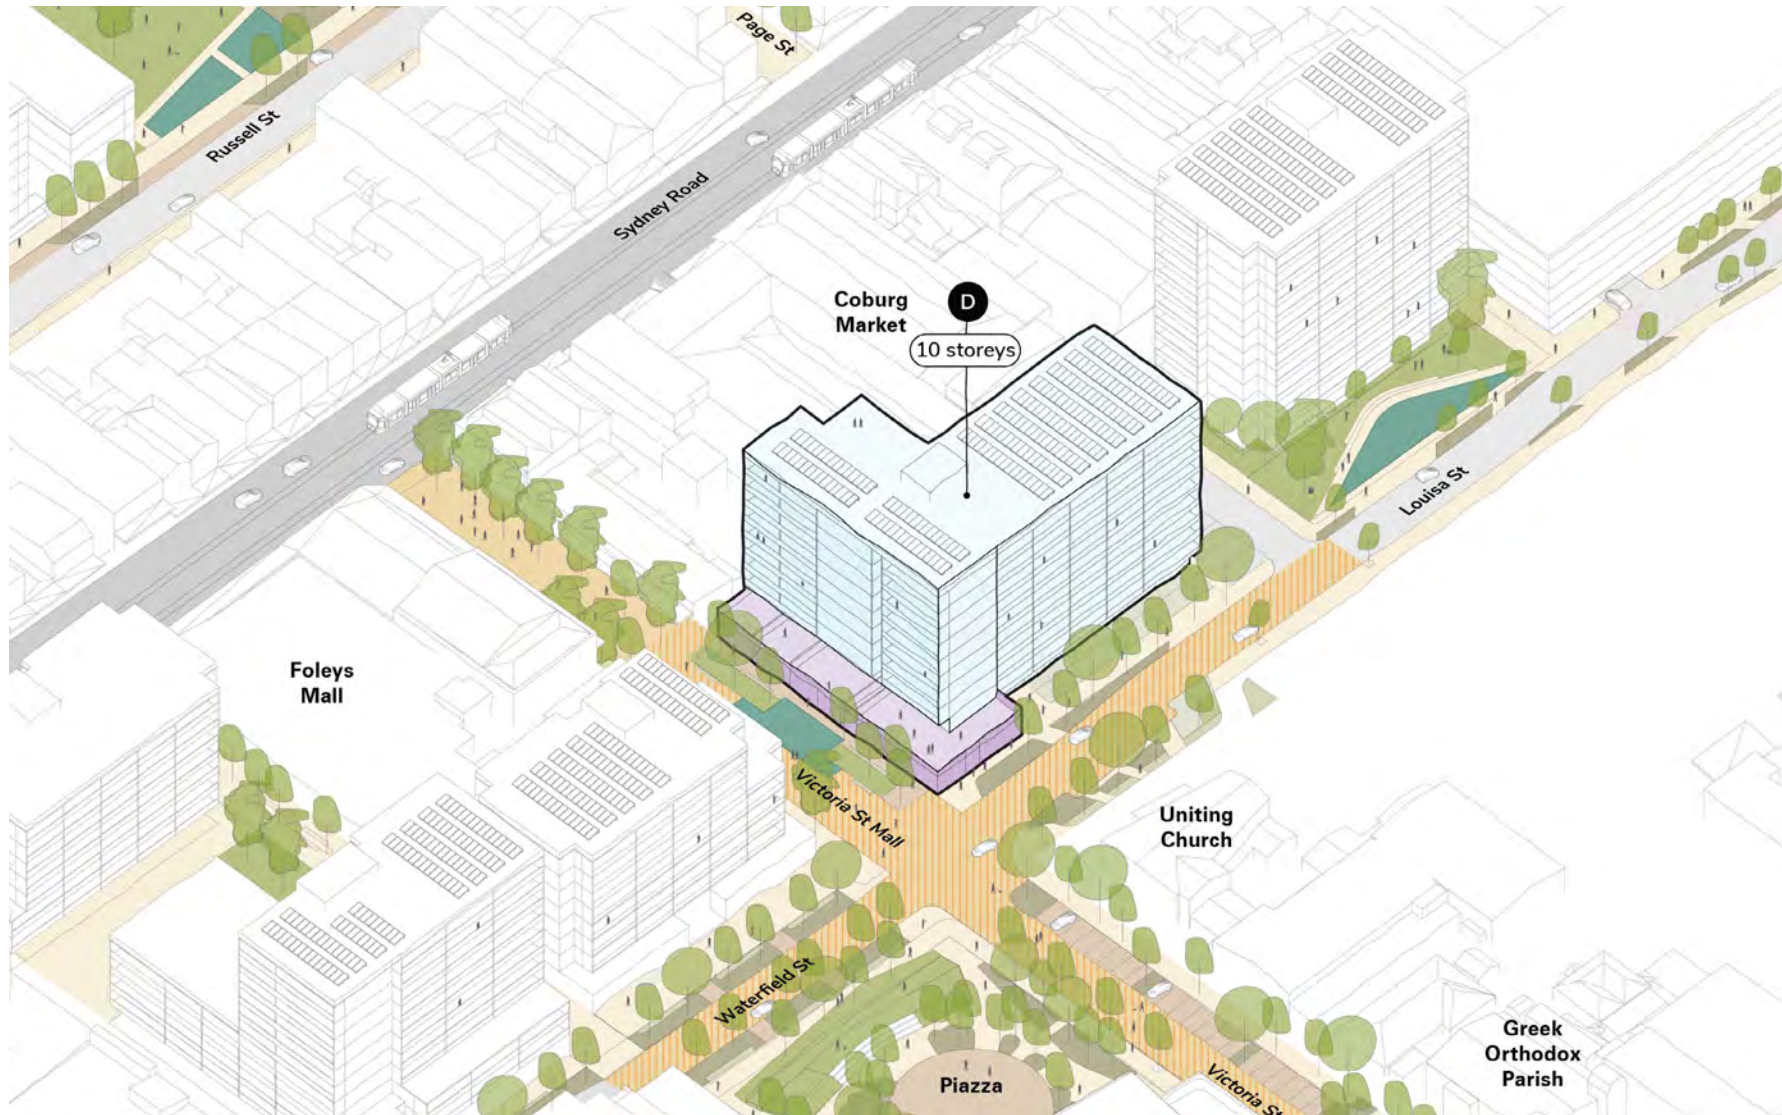 Page St
Russell St
Sydney Road
Coburg
Market
D
10 storeys
Louisa St
Foleys
Mall
Victoria St Mall
Uniting
Church
Waterfield St
Greek
Orthodox
Parish
Piazza
Victoria St